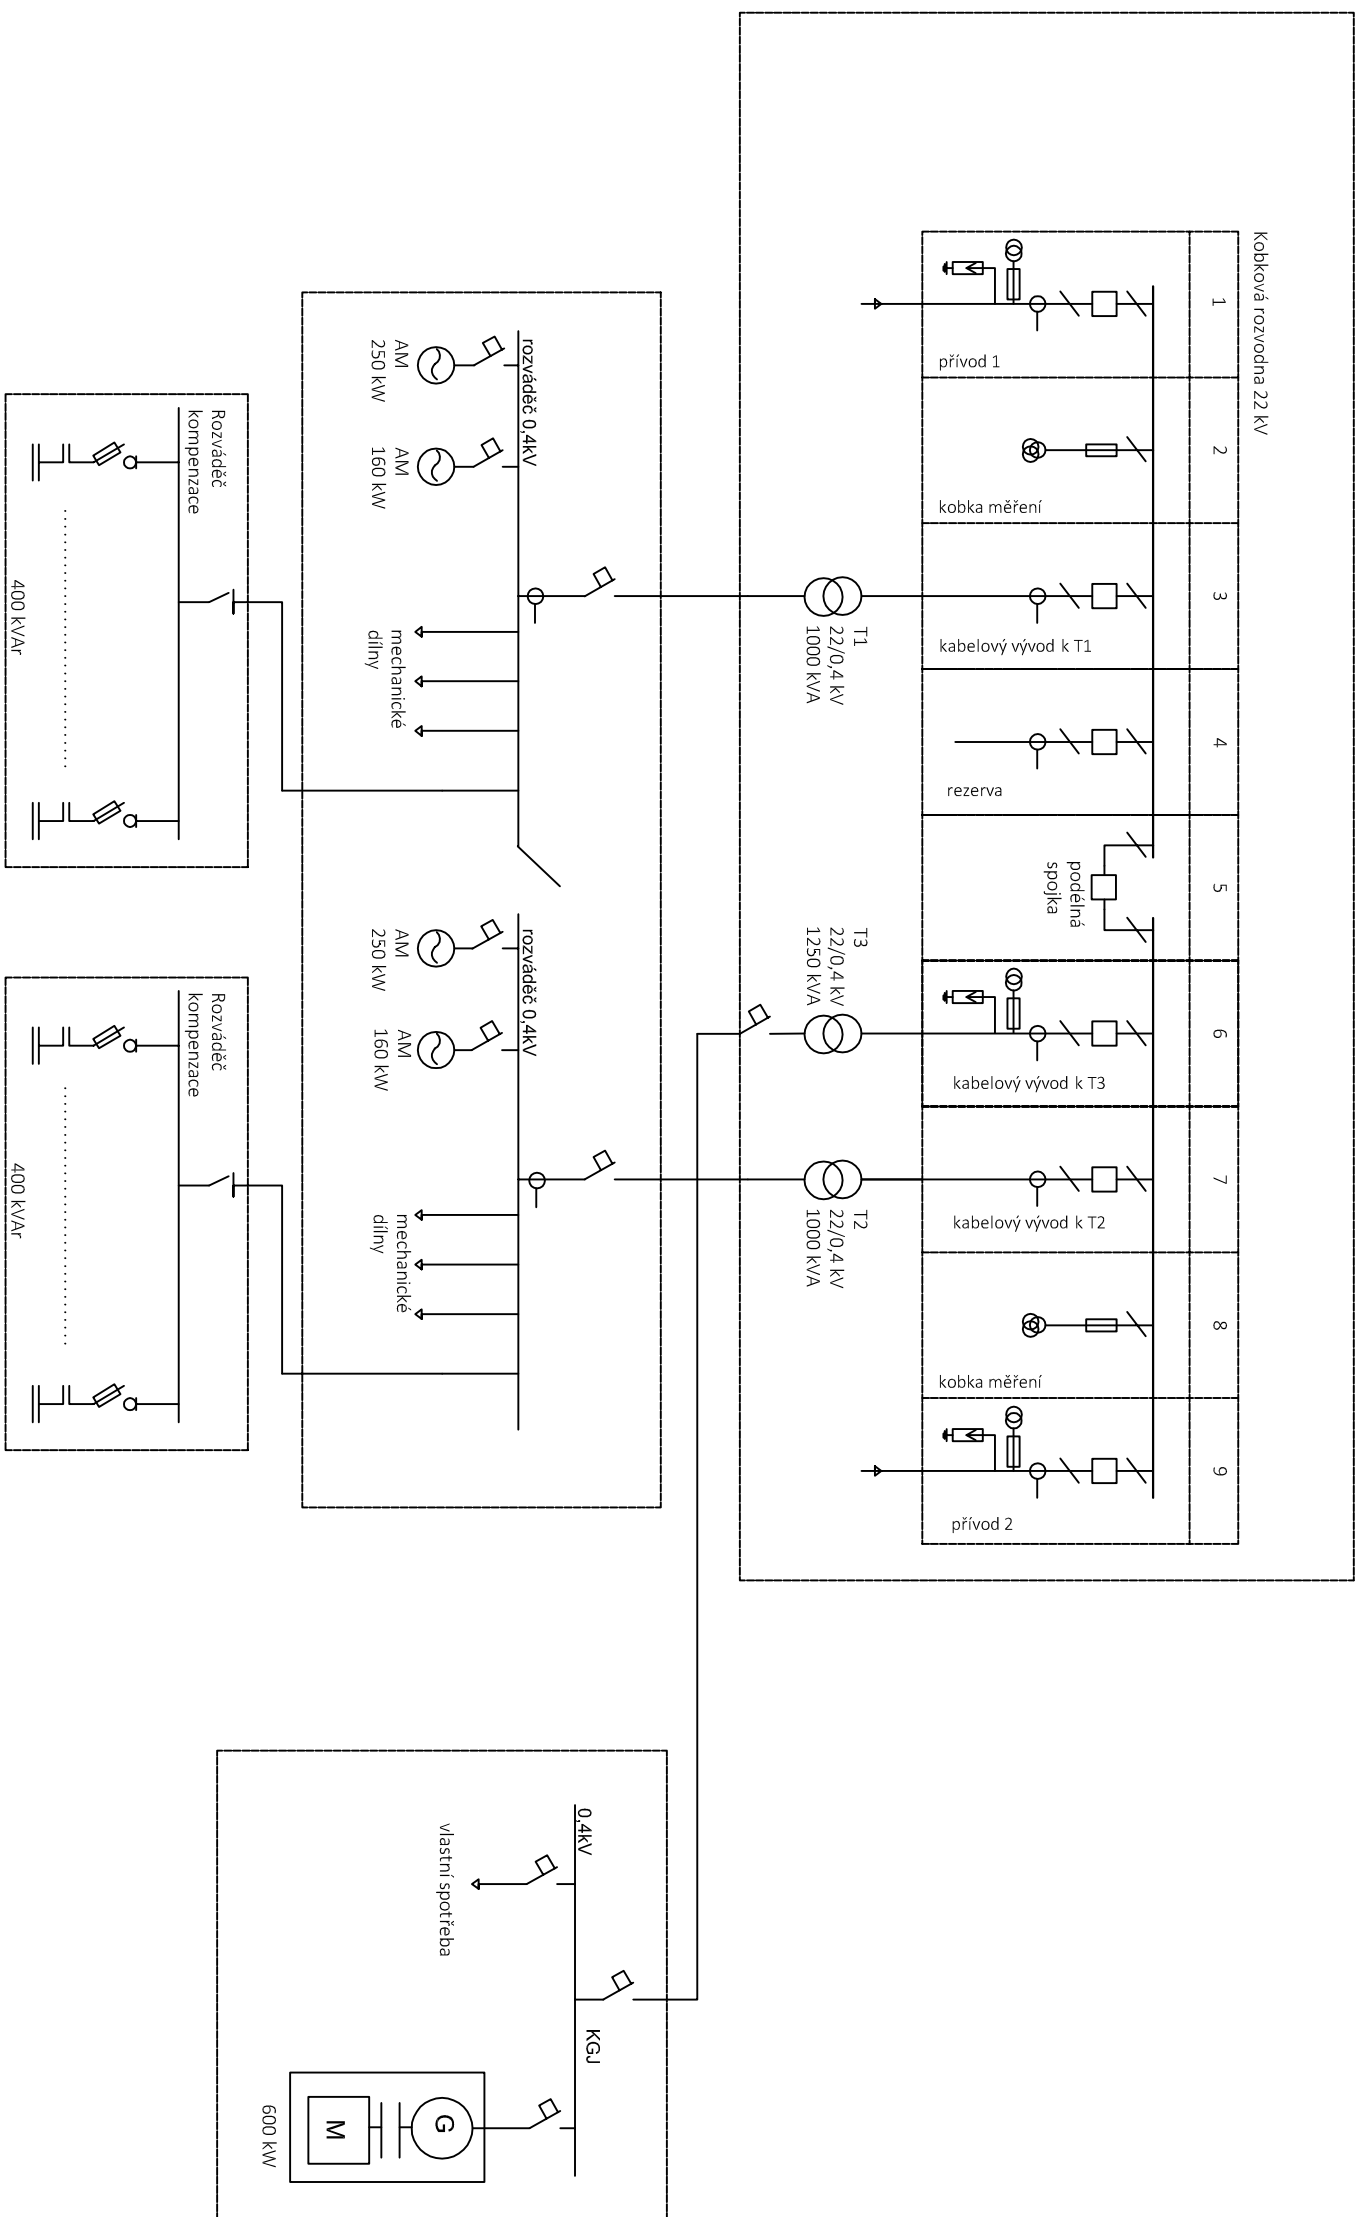 Kobková rozvodna 22 kV
1
2
3
4
5
6
7
8
9
přívod 1
kobka měření
kabelový vývod k T1
rezerva
podélná
spojka
kabelový vývod k T3
kabelový vývod k T2
kobka měření
přívod 2
T1
22/0,4 kV
1000 kVA
T3
22/0,4 kV
1250 kVA
T2
22/0,4 kV
1000 kVA
rozváděč 0,4kV
AM
250 kW
AM
160 kW
mechanické
dílny
rozváděč 0,4kV
AM
250 kW
AM
160 kW
mechanické
dílny
0,4kV
KGJ
vlastní spotřeba
G
M
600 kW
Rozváděč
kompenzace
400 kVAr
Rozváděč
kompenzace
400 kVAr